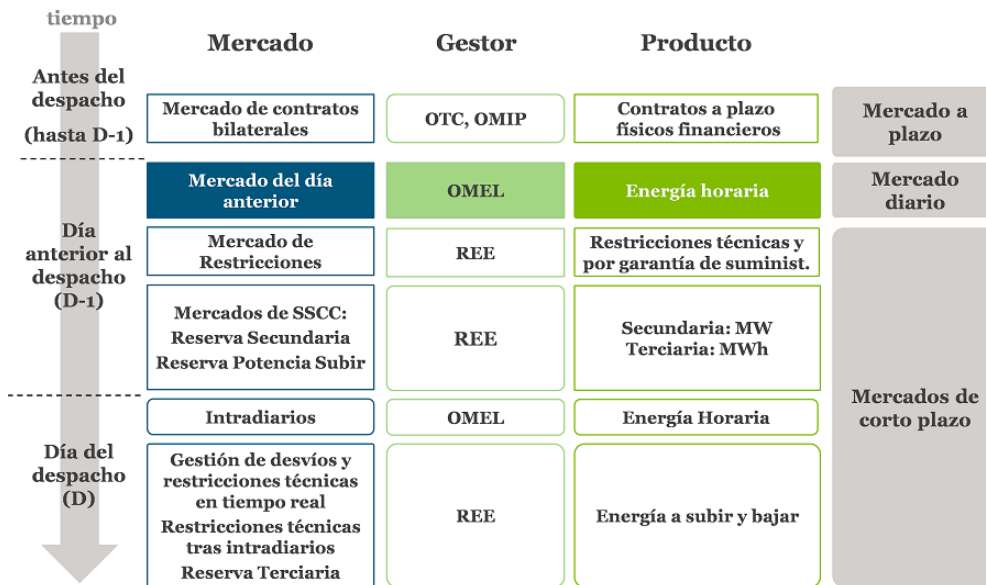 tiempo
Mercado
Gestor
Producto
Antes del
despacho
(hasta D-1)
Mercado de contratos
bilaterales
OTC, OMIP
Contratos a plazo
físicos financieros
Mercado a
plazo
Mercado del día
anterior
OMEL
Energía horaria
Mercado
diario
Día
anterior al
despacho
(D-1)
Mercado de
Restricciones
REE
Restricciones técnicas y
por garantía de suminist.
Mercados de SSCC:
Reserva Secundaria
Reserva Potencia Subir
REE
Secundaria: MW
Terciaria: MWh
Mercados de
corto plazo
Intradiarios
OMEL
Energía Horaria
Día del
despacho
(D)
Gestión de desvíos y
restricciones técnicas
en tiempo real
Restricciones técnicas
tras intradiarios
Reserva Terciaria
REE
Energía a subir y bajar